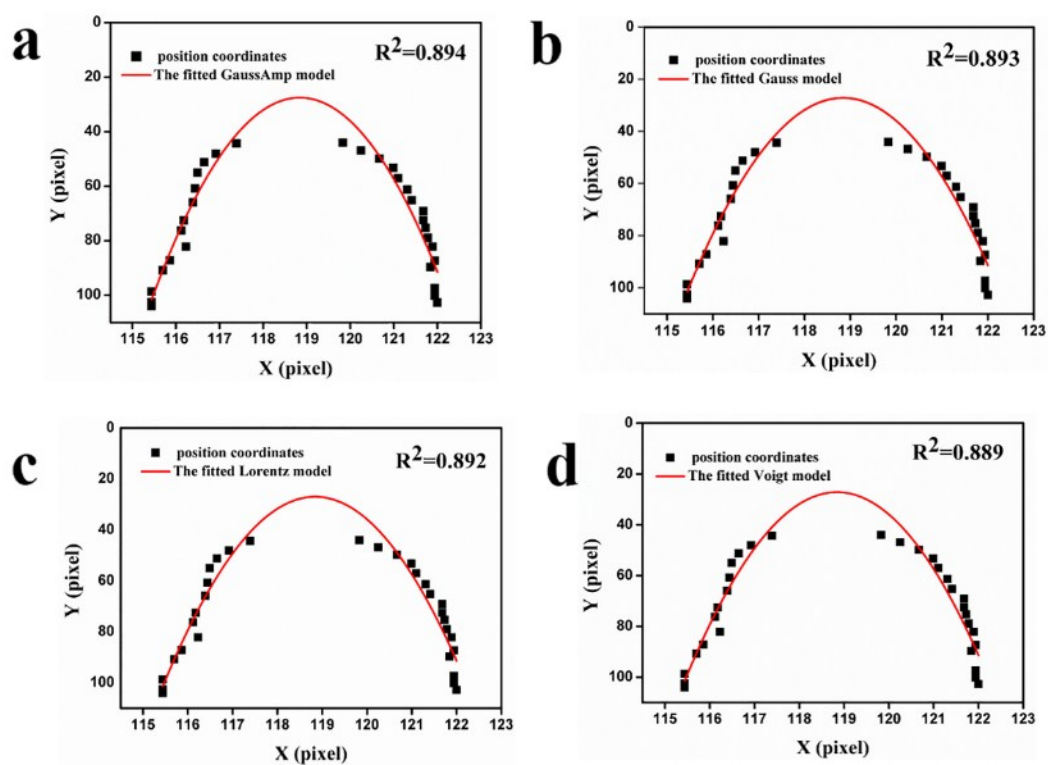 a
0
20
40
60
80
100
Y (pixel)
position coordinates
The fitted GaussAmp model
R²=0.894
115 116 117 118 119 120 121 122 123
X (pixel)
b
0
20
40
60
80
100
Y (pixel)
position coordinates
The fitted Gauss model
R²=0.893
115 116 117 118 119 120 121 122 123
X (pixel)
c
0
20
40
60
80
100
Y (pixel)
position coordinates
The fitted Lorentz model
R²=0.892
115 116 117 118 119 120 121 122 123
X (pixel)
d
0
20
40
60
80
100
Y (pixel)
position coordinates
The fitted Voigt model
R²=0.889
115 116 117 118 119 120 121 122 123
X (pixel)